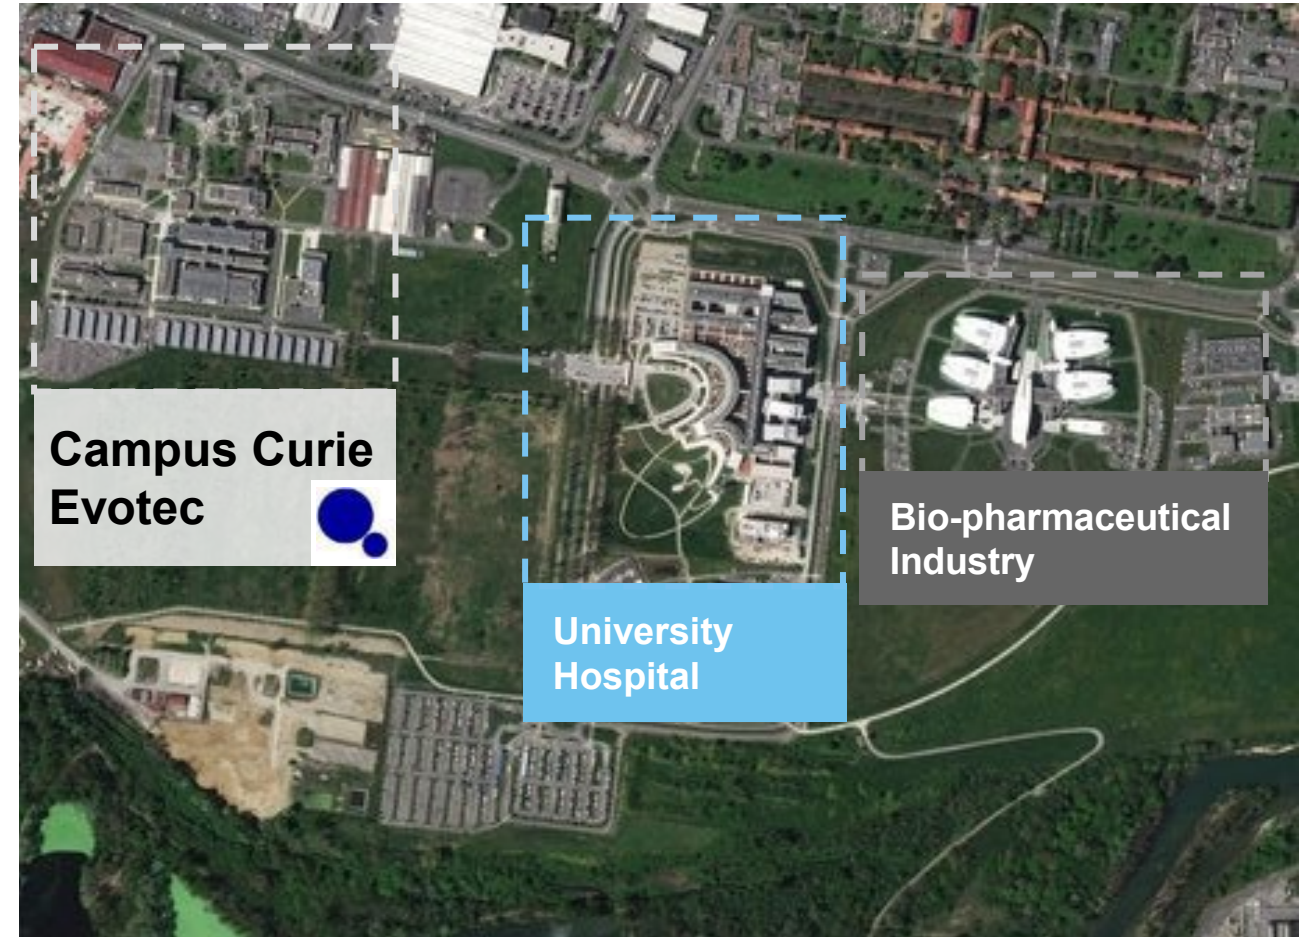 Campus Curie
Evotec
University
Hospital
Bio-pharmaceutical
Industry